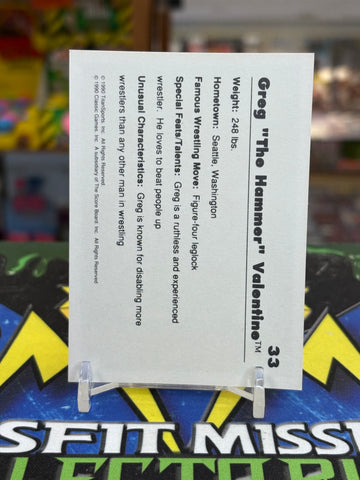 33
Greg "The Hammer" Valentine™
Weight: 248 lbs.
Hometown: Seattle, Washington
Famous Wrestling Move: Figure-four leglock
Special Feats/Talents: Greg is a ruthless and experienced
wrestler. He loves to beat people up
Unusual Characteristics: Greg is known for disabling more
wrestlers than any other man in wrestling
© 1990 TitanSports, Inc. All Rights Reserved
© 1990 Classic Games, Inc. A subsidiary of The Score Board Inc. All Rights Reserved
SFIT MISS